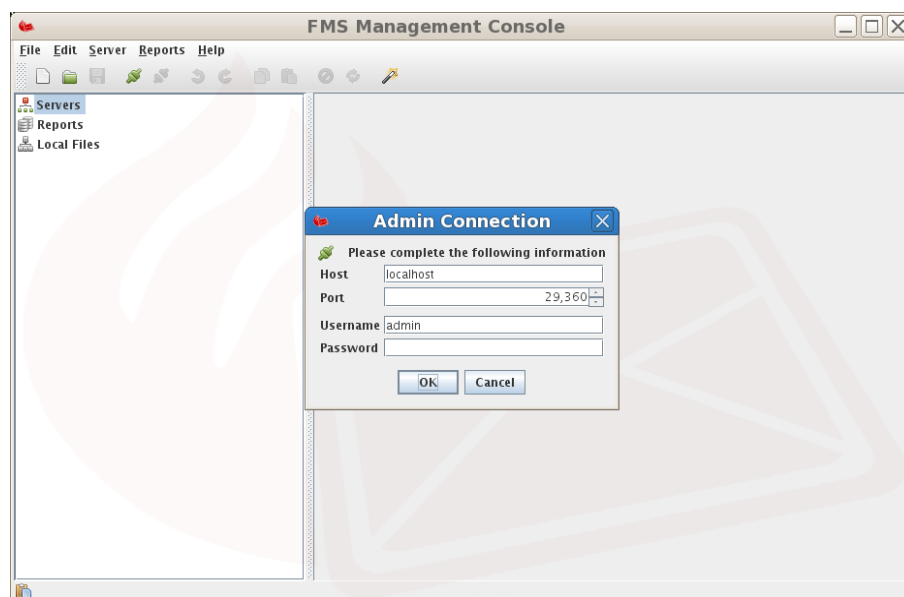 FMS Management Console
File Edit Server Reports Help
Servers
Reports
Local Files
Admin Connection
Please complete the following information
Host localhost
Port 29,360
Username admin
Password
OK Cancel